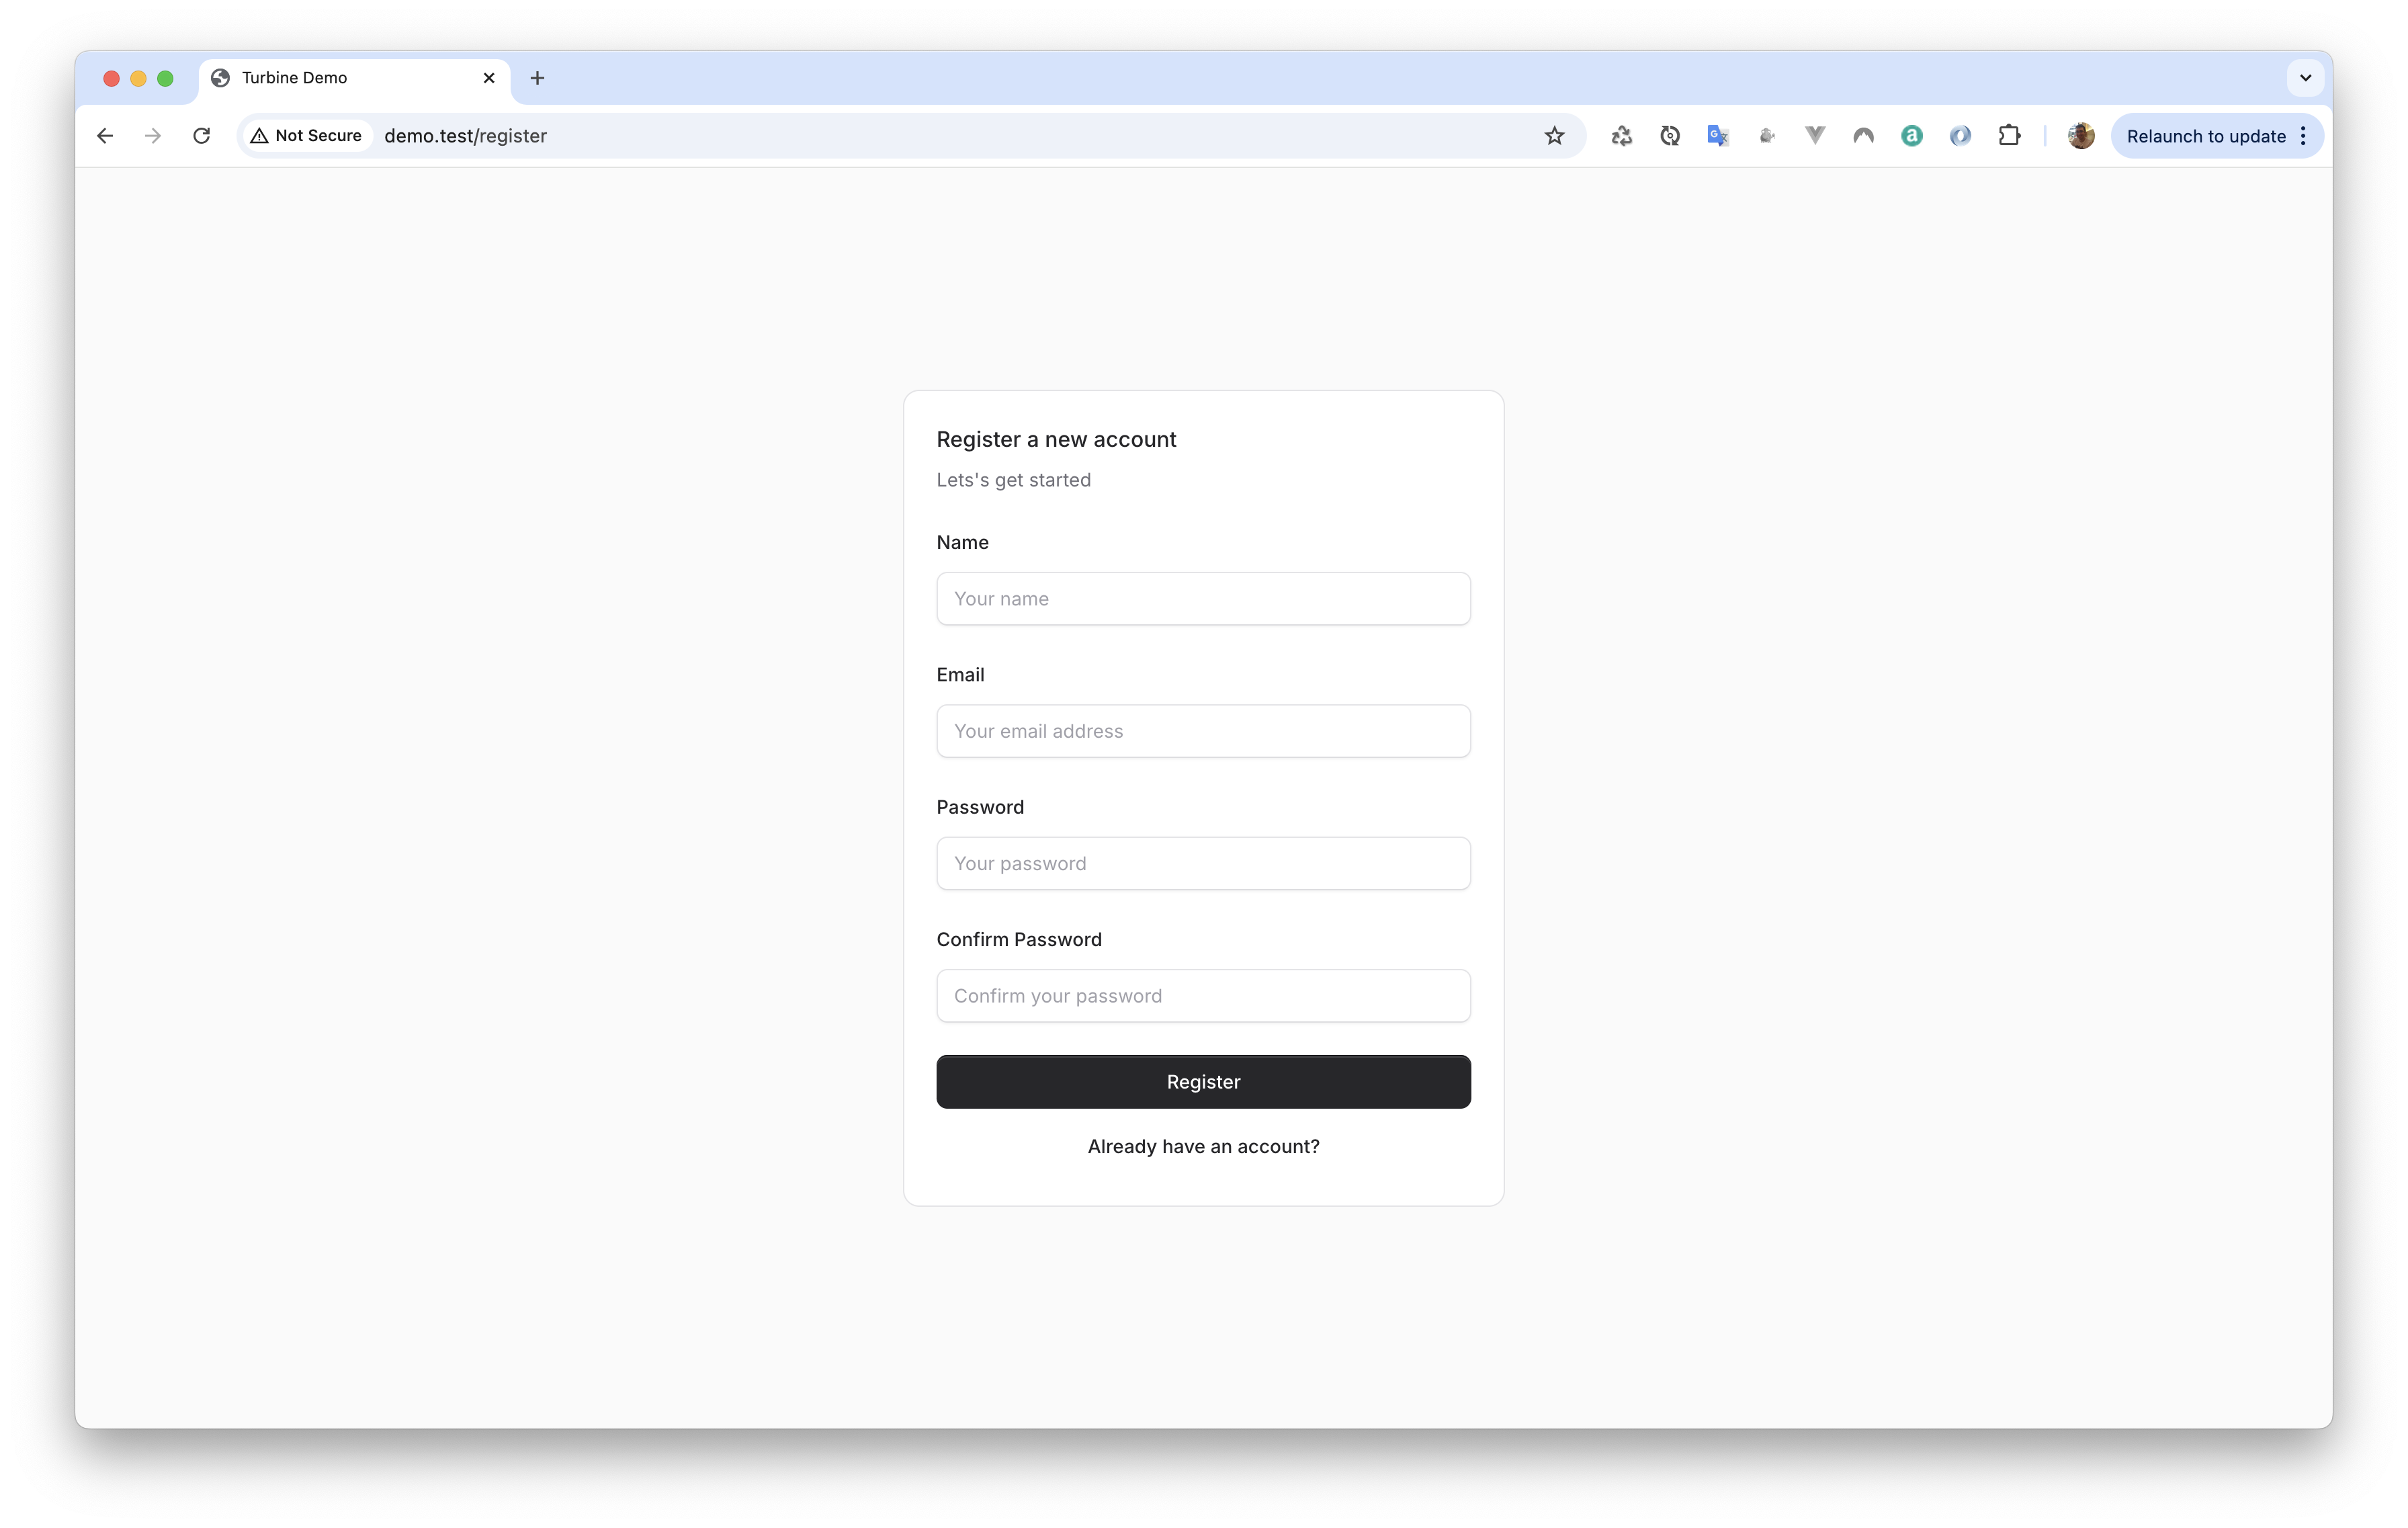 Turbine Demo
Not Secure
demo.test/register
Relaunch to update
Register a new account
Lets's get started
Name
Your name
Email
Your email address
Password
Your password
Confirm Password
Confirm your password
Register
Already have an account?